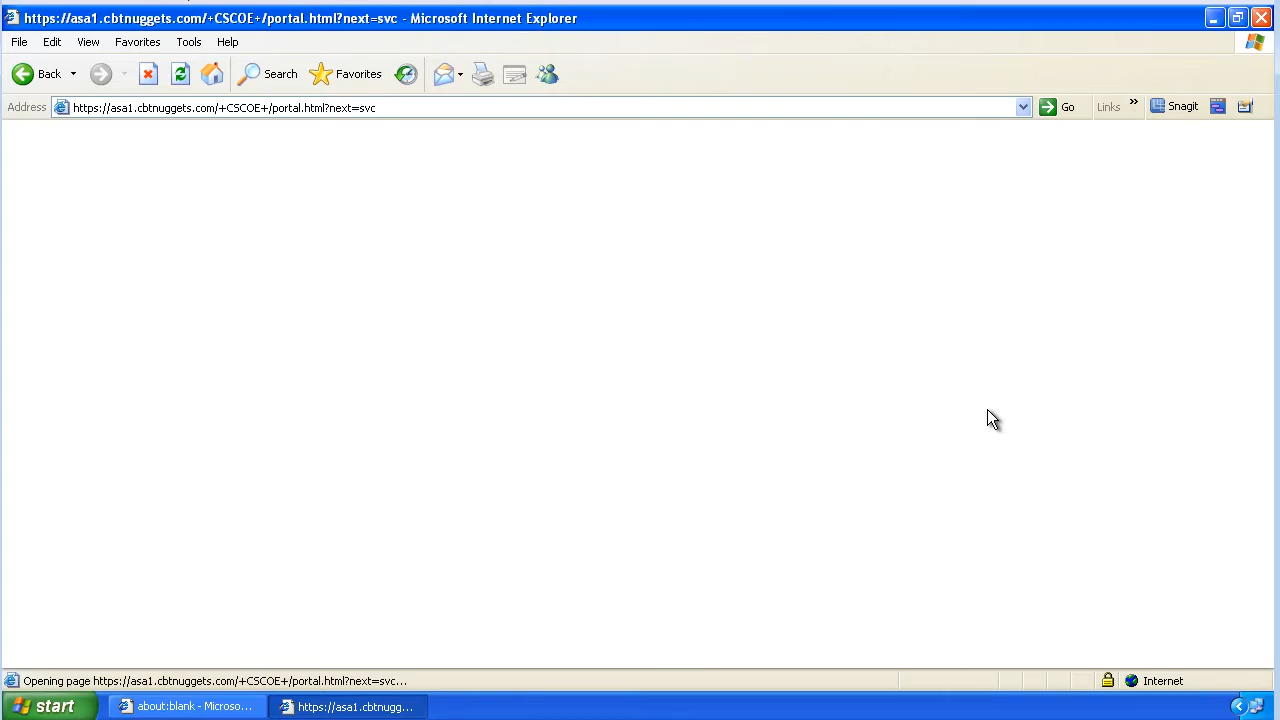 https://asa1.cbtnuggets.com/+CSCOE+/portal.html?next=svc - Microsoft Internet Explorer
File Edit View Favorites Tools Help
Back Search Favorites
Address https://asa1.cbtnuggets.com/+CSCOE+/portal.html?next=svc Go Links » Snagit
Opening page https://asa1.cbtnuggets.com/+CSCOE+/portal.html?next=svc... Internet
start about:blank - Microso... https://asa1.cbtnugg...